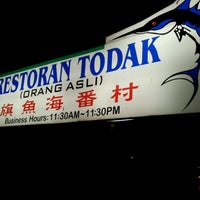 RESTORAN TODAK
(ORANG ASLI)
旗魚海番村
Business Hours: 11:30AM~11:30PM